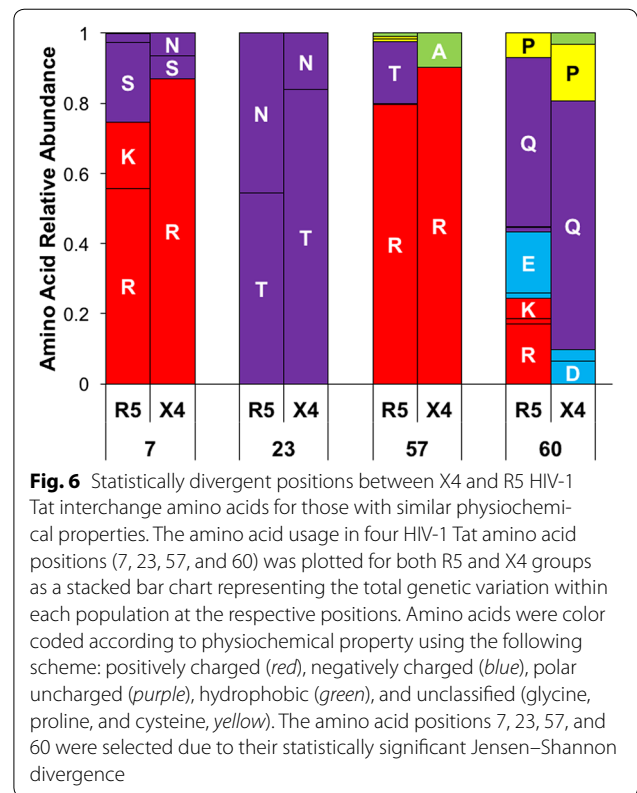 Amino Acid Relative Abundance
1
0.8
0.6
0.4
0.2
0
S
K
R
N
S
R
N
T
N
T
T
R
A
R
P
Q
E
K
R
P
Q
D
R5 X4 R5 X4 R5 X4 R5 X4
7 23 57 60
Fig. 6 Statistically divergent positions between X4 and R5 HIV-1
Tat interchange amino acids for those with similar physiochemi-
cal properties. The amino acid usage in four HIV-1 Tat amino acid
positions (7, 23, 57, and 60) was plotted for both R5 and X4 groups
as a stacked bar chart representing the total genetic variation within
each population at the respective positions. Amino acids were color
coded according to physiochemical property using the following
scheme: positively charged (red), negatively charged (blue), polar
uncharged (purple), hydrophobic (green), and unclassified (glycine,
proline, and cysteine, yellow). The amino acid positions 7, 23, 57, and
60 were selected due to their statistically significant Jensen–Shannon
divergence